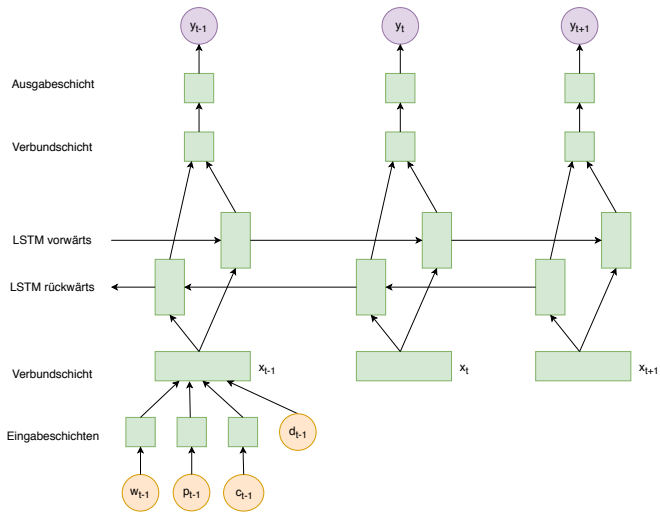 y_{t-1}
y_t
y_{t+1}
Ausgabeschicht
Verbundschicht
LSTM vorwärts
LSTM rückwärts
Verbundschicht
x_{t-1}
x_t
x_{t+1}
Eingabeschichten
d_{t-1}
w_{t-1}
p_{t-1}
c_{t-1}